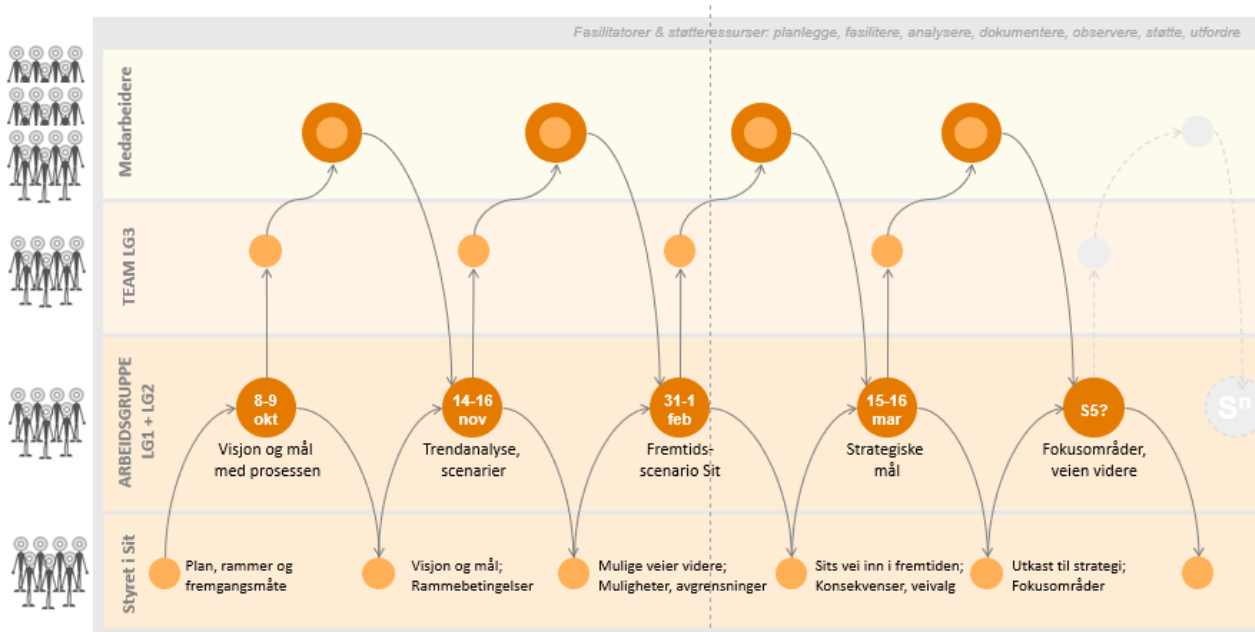 Fasilitatorer & støtteressurser: planlegge, fasilitere, analysere, dokumentere, observere, støtte, utfordre
Medarbeidere
TEAM LG3
ARBEIDSGRUPPE
LG1 + LG2
8-9
okt
Visjon og mål
med prosessen
14-16
nov
Trendanalyse,
scenarier
31-1
feb
Fremtids-
scenario Sit
15-16
mar
Strategiske
mål
S5?
Fokusområder,
veien videre
Sⁿ
Styret i Sit
Plan, rammer og
fremgangsmåte
Visjon og mål;
Rammebetingelser
Mulige veier videre;
Muligheter, avgrensninger
Sits vei inn i fremtiden;
Konsekvenser, veivalg
Utkast til strategi;
Fokusområder